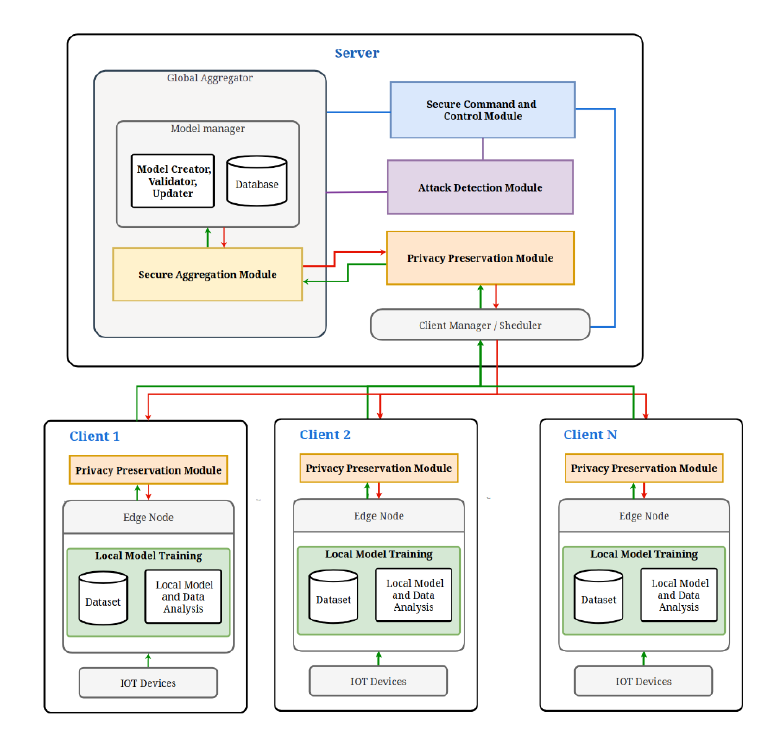 Server
Global Aggregator
Model manager
Model Creator,
Validator,
Updater
Database
Secure Aggregation Module
Secure Command and
Control Module
Attack Detection Module
Privacy Preservation Module
Client Manager / Sheduler
Client 1
Privacy Preservation Module
Edge Node
Local Model Training
Dataset
Local Model
and Data
Analysis
IOT Devices
Client 2
Privacy Preservation Module
Edge Node
Local Model Training
Dataset
Local Model
and Data
Analysis
IOT Devices
Client N
Privacy Preservation Module
Edge Node
Local Model Training
Dataset
Local Model
and Data
Analysis
IOT Devices